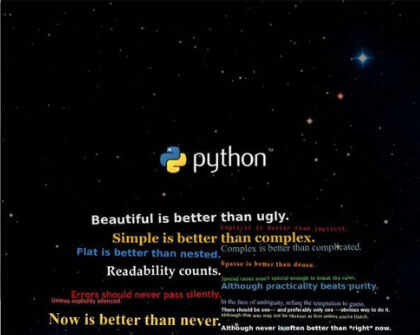 python™
Beautiful is better than ugly.
Explicit is better than implicit.
Simple is better than complex.
Complex is better than complicated.
Flat is better than nested.
Sparse is better than dense.
Readability counts.
Special cases aren't special enough to break the rules.
Although practicality beats purity.
Errors should never pass silently.
Unless explicitly silenced.
In the face of ambiguity, refuse the temptation to guess.
There should be one— and preferably only one —obvious way to do it.
Although that way may not be obvious at first unless you're Dutch.
Now is better than never.
Although never is often better than *right* now.